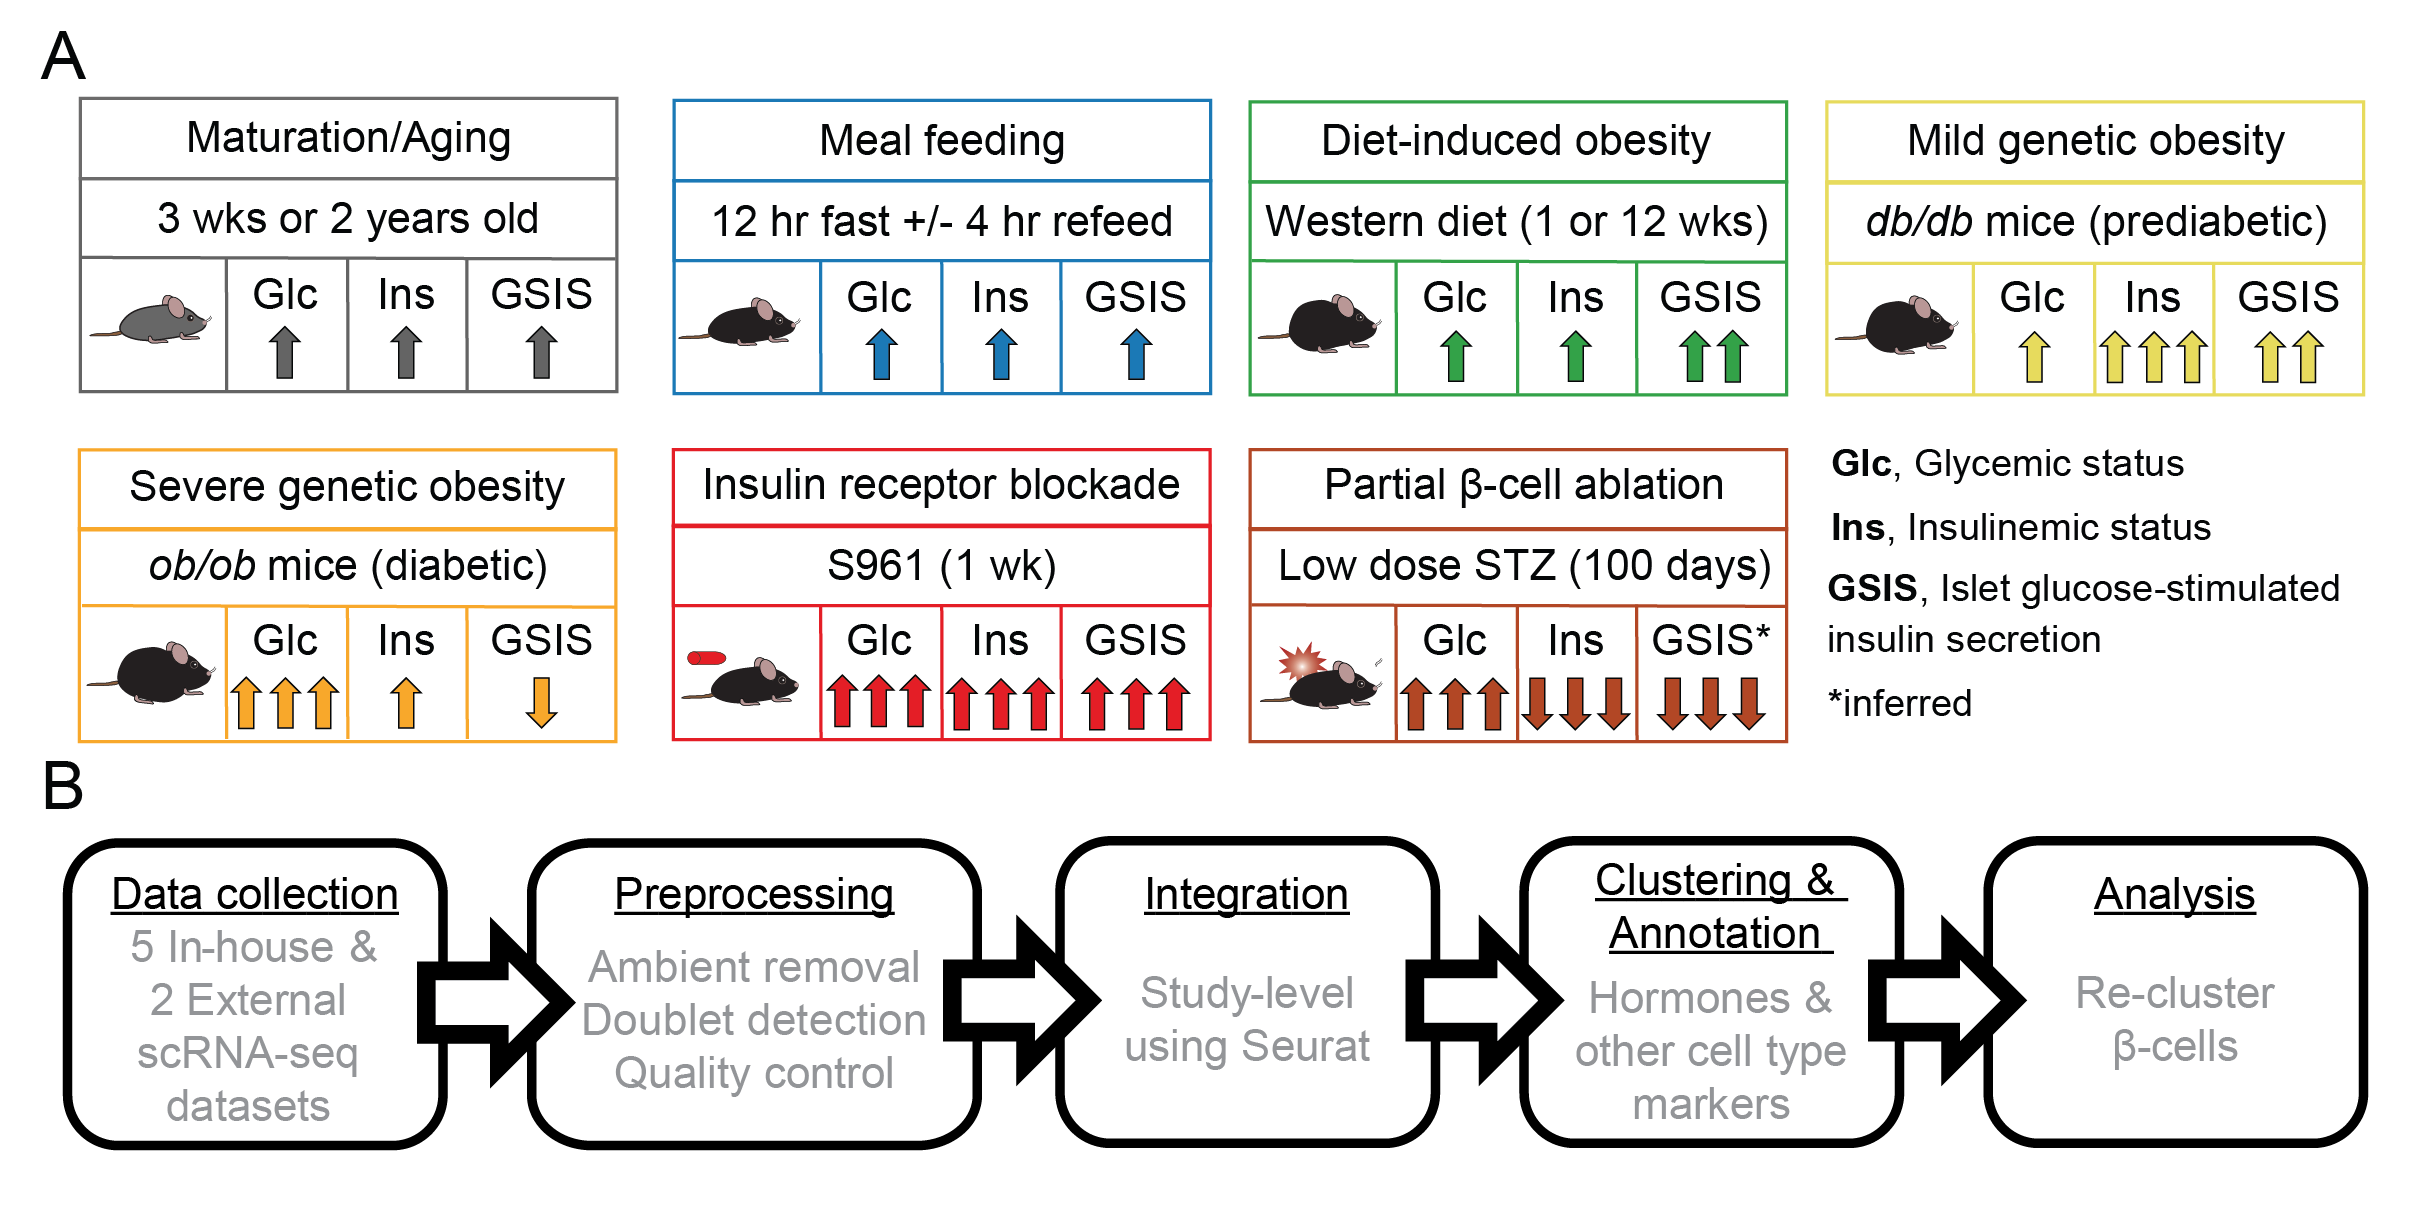 A
Maturation/Aging
3 wks or 2 years old
Glc Ins GSIS
Meal feeding
12 hr fast +/- 4 hr refeed
Glc Ins GSIS
Diet-induced obesity
Western diet (1 or 12 wks)
Glc Ins GSIS
Mild genetic obesity
db/db mice (prediabetic)
Glc Ins GSIS
Severe genetic obesity
ob/ob mice (diabetic)
Glc Ins GSIS
Insulin receptor blockade
S961 (1 wk)
Glc Ins GSIS
Partial β-cell ablation
Low dose STZ (100 days)
Glc Ins GSIS*
Glc, Glycemic status
Ins, Insulinemic status
GSIS, Islet glucose-stimulated
insulin secretion
*inferred
B
Data collection
5 In-house &
2 External
scRNA-seq
datasets
Preprocessing
Ambient removal
Doublet detection
Quality control
Integration
Study-level
using Seurat
Clustering &
Annotation
Hormones &
other cell type
markers
Analysis
Re-cluster
β-cells